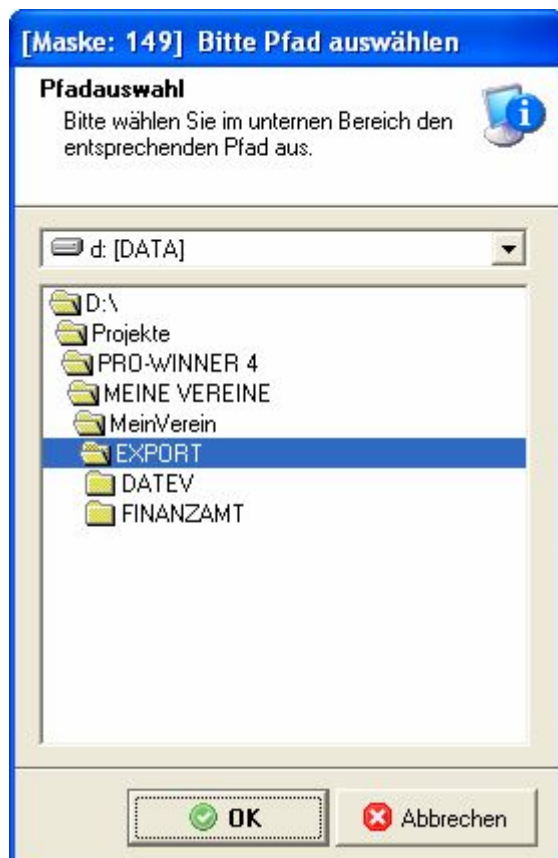 [Maske: 149] Bitte Pfad auswählen
Pfadauswahl
Bitte wählen Sie im unternen Bereich den
entsprechenden Pfad aus.
d: [DATA]
D:\
Projekte
PRO-WINNER 4
MEINE VEREINE
MeinVerein
EXPORT
DATEV
FINANZAMT
OK
Abbrechen